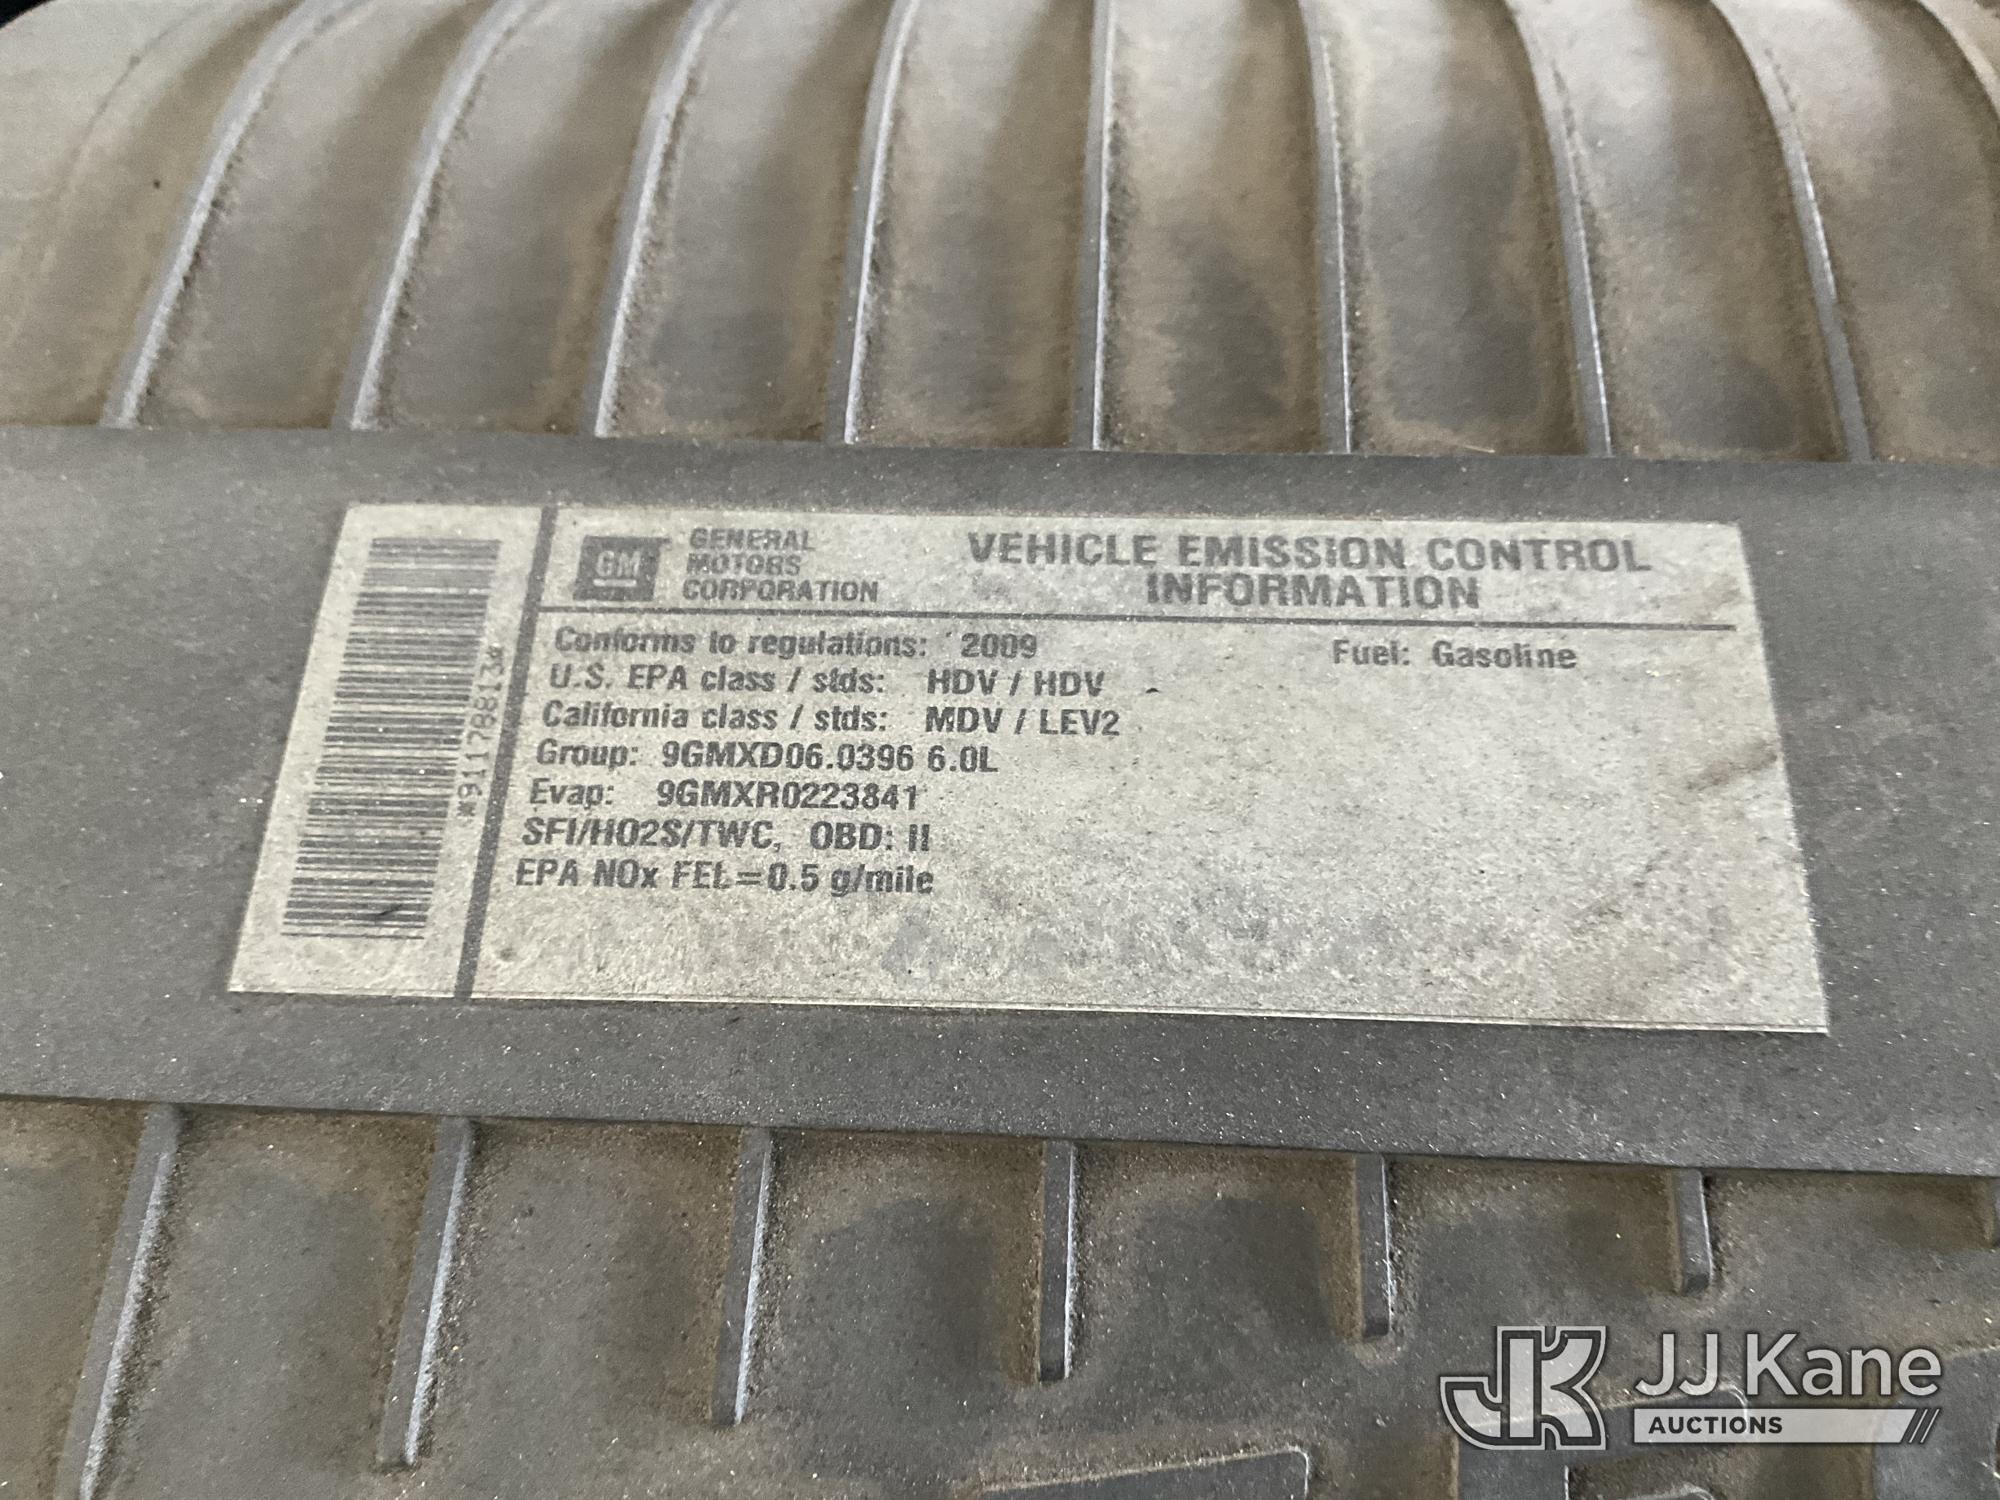 GM
GENERAL
MOTORS
CORPORATION
VEHICLE EMISSION CONTROL
INFORMATION
Conforms to regulations: 2009
Fuel: Gasoline
U.S. EPA class / stds: HDV / HDV
California class / stds: MDV / LEV2
Group: 9GMXD06.0396 6.0L
Evap: 9GMXR0223841
SFI/HO2S/TWC, OBD: II
EPA NOx FEL=0.5 g/mile
*91178813*
JK
JJ Kane
AUCTIONS